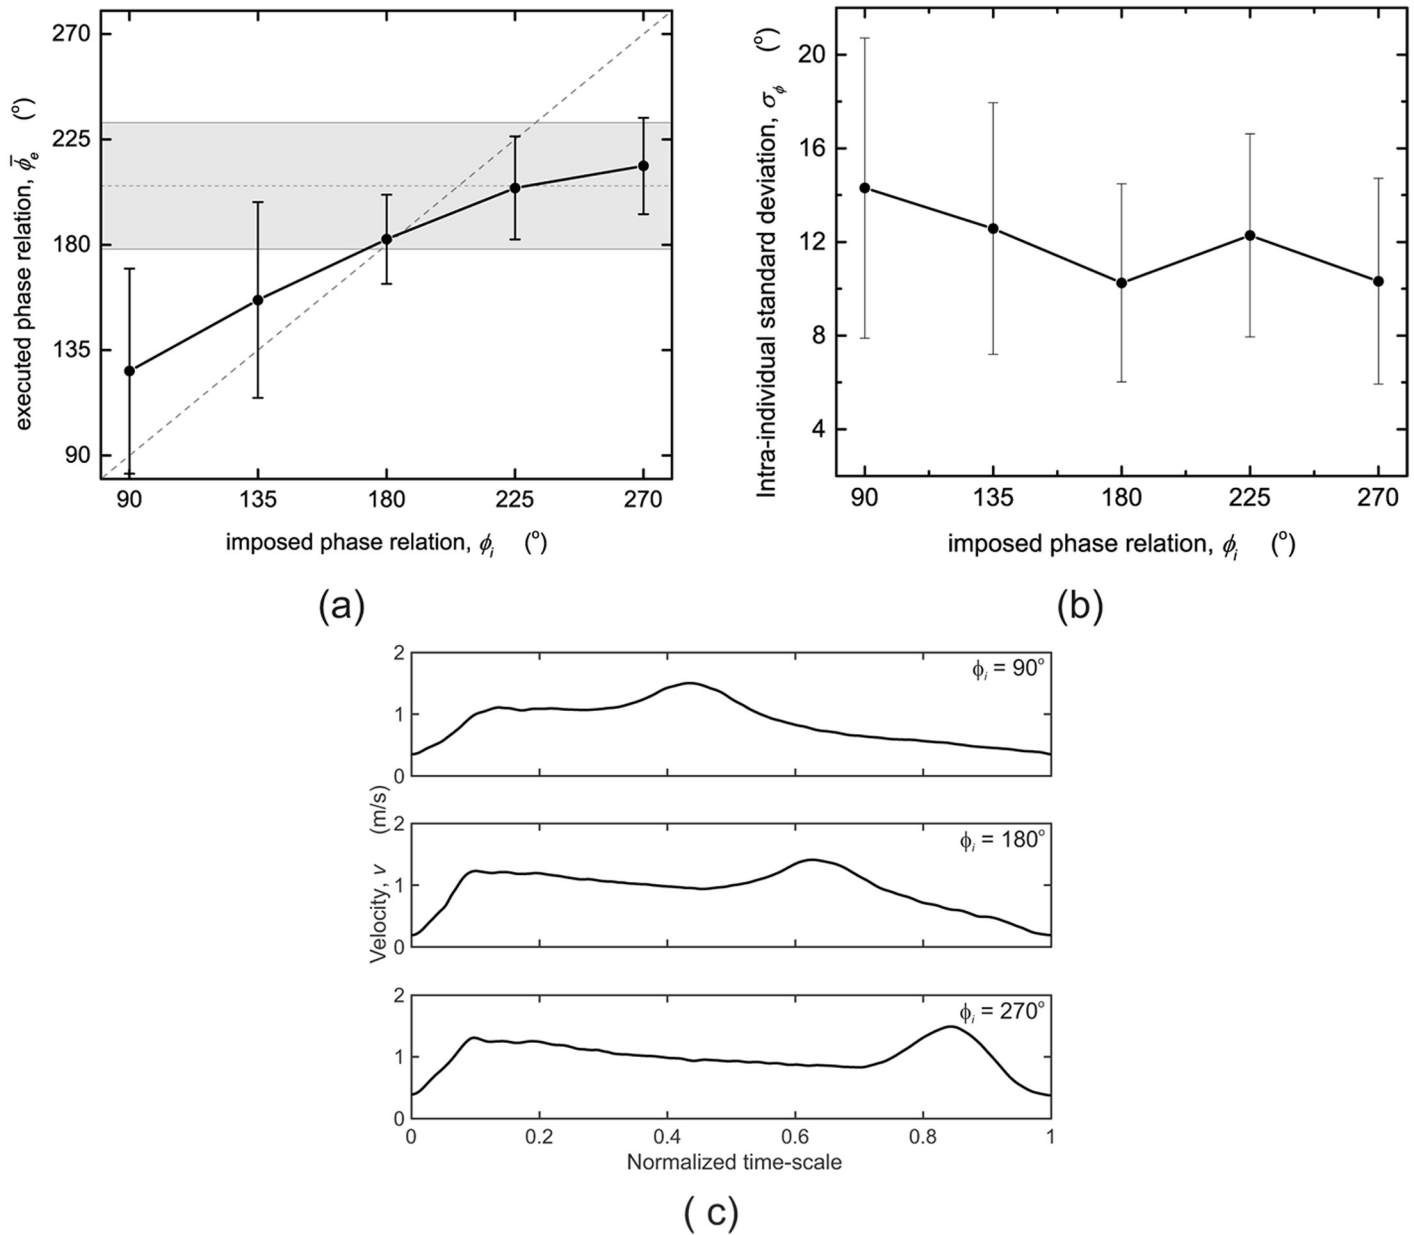 270
225
180
135
90
executed phase relation, ϕ̄e (o)
90 135 180 225 270
imposed phase relation, ϕi (o)
(a)
20
16
12
8
4
Intra-individual standard deviation, σϕ (o)
90 135 180 225 270
imposed phase relation, ϕi (o)
(b)
2
1
0
ϕi = 90o
2
1
0
ϕi = 180o
Velocity, v (m/s)
2
1
0
ϕi = 270o
0 0.2 0.4 0.6 0.8 1
Normalized time-scale
( c)